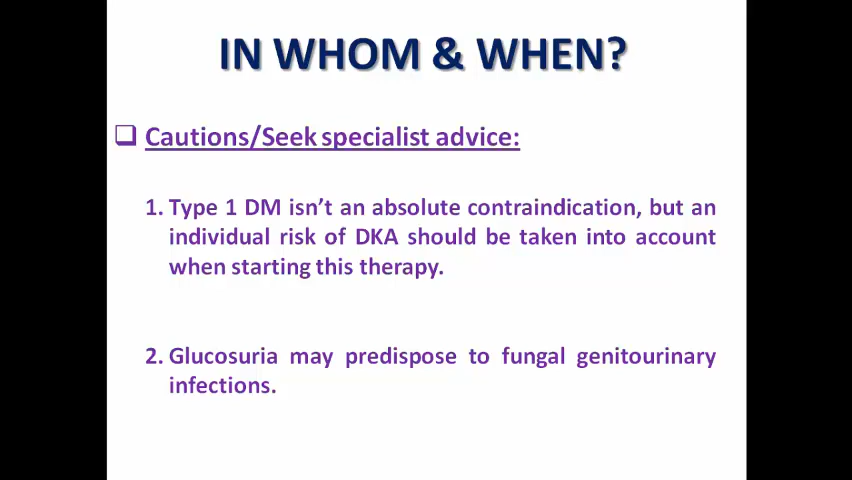 IN WHOM & WHEN?
Cautions/Seek specialist advice:
1. Type 1 DM isn’t an absolute contraindication, but an
individual risk of DKA should be taken into account
when starting this therapy.
2. Glucosuria may predispose to fungal genitourinary
infections.